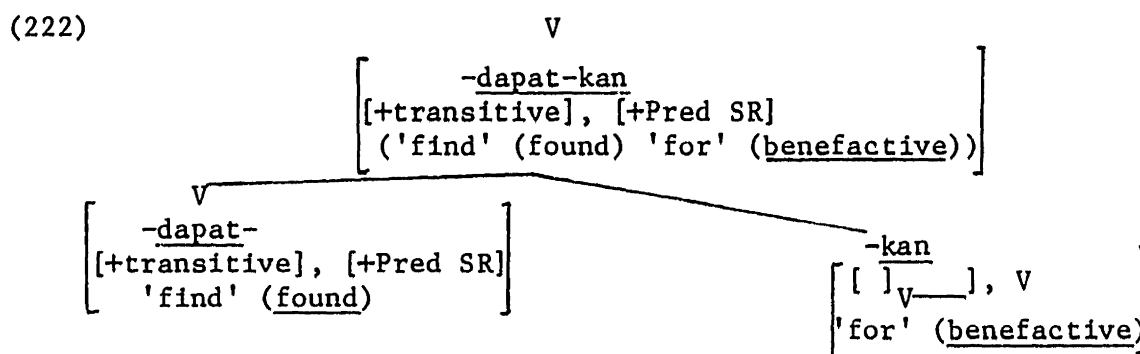 (222) V
-dapat-kan
[+transitive], [+Pred SR]
('find' (found) 'for' (benefactive))
V
-dapat-
[+transitive], [+Pred SR]
'find' (found)
-kan
[ [ ]V___], V
'for' (benefactive)